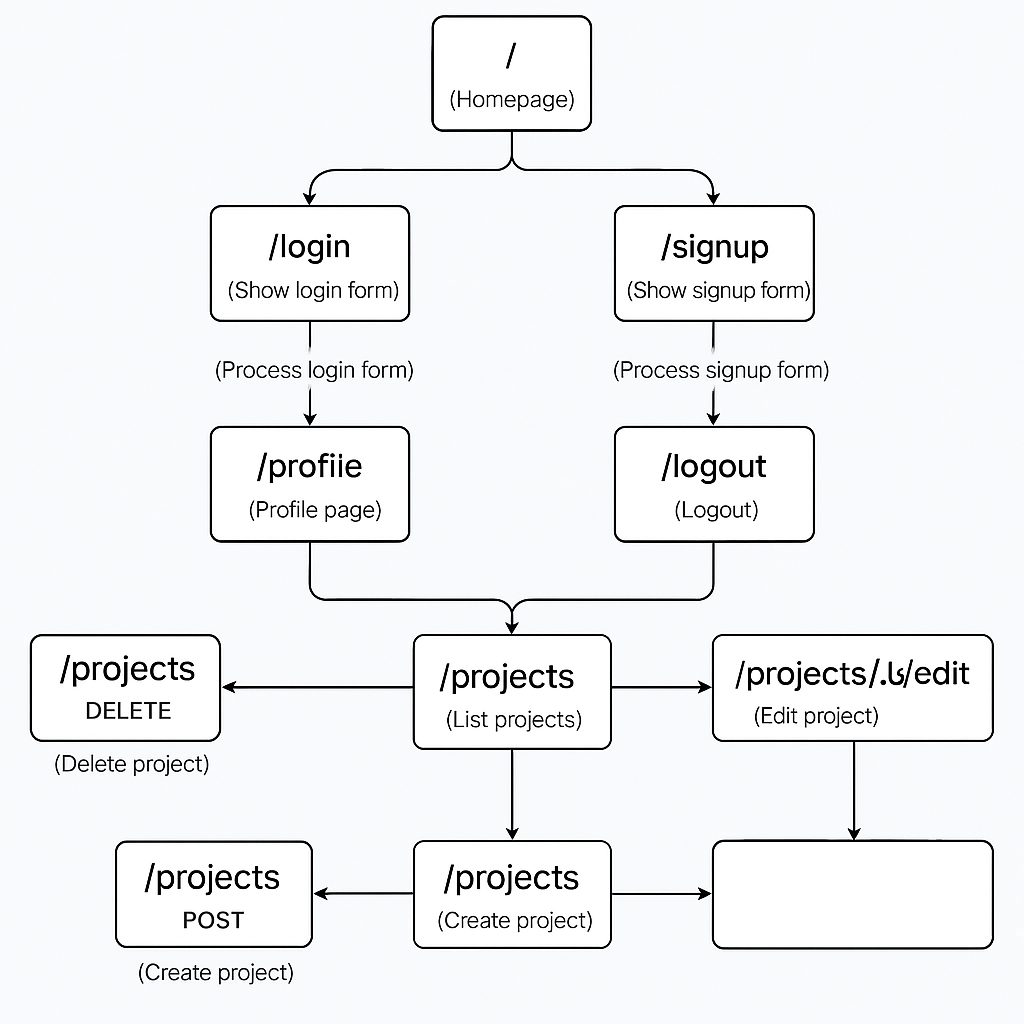 /
(Homepage)
/login
(Show login form)
/signup
(Show signup form)
(Process login form)
(Process signup form)
/profiie
(Profile page)
/logout
(Logout)
/projects
DELETE
(Delete project)
/projects
(List projects)
/edit
(Edit project)
/projects
POST
(Create project)
/projects
(Create project)